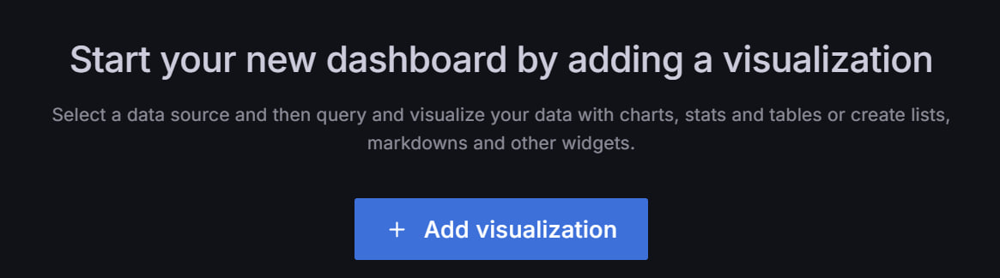 Start your new dashboard by adding a visualization
Select a data source and then query and visualize your data with charts, stats and tables or create lists,
markdowns and other widgets.
+ Add visualization